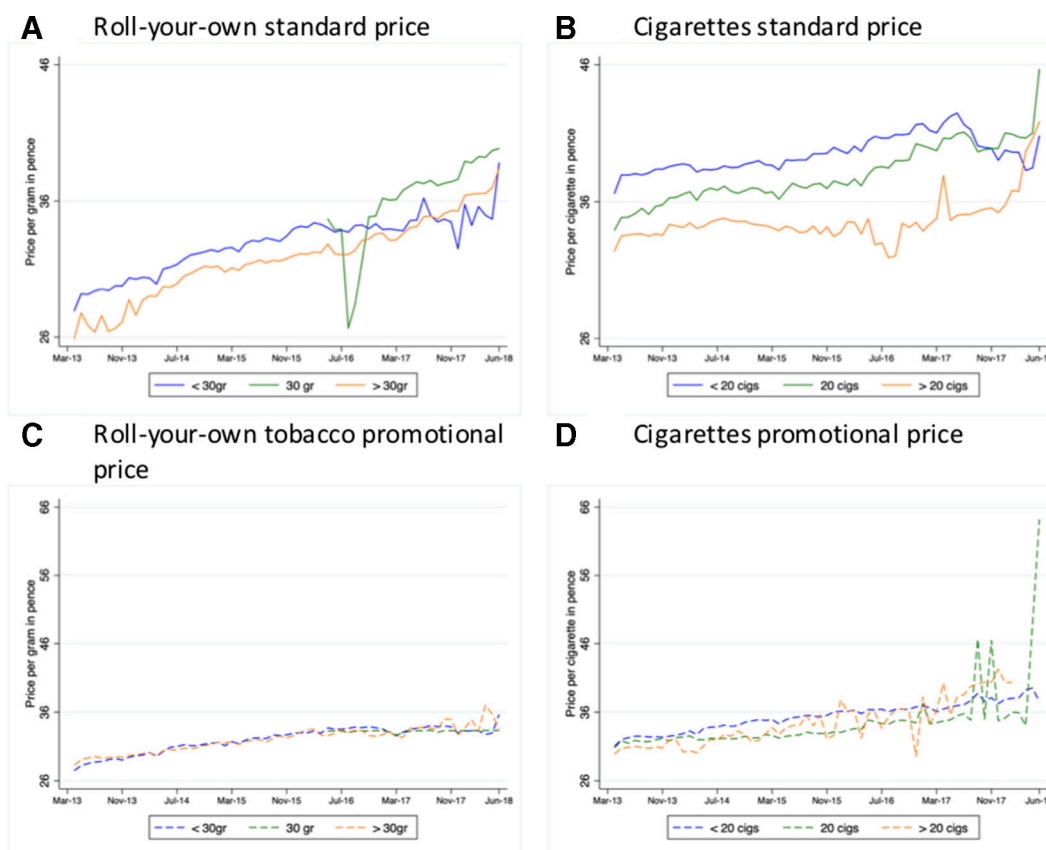 A Roll-your-own standard price
46
36
26
Price per gram in pence
Mar-13 Nov-13 Jul-14 Mar-15 Nov-15 Jul-16 Mar-17 Nov-17 Jun-18
< 30gr 30 gr > 30gr
B Cigarettes standard price
46
36
26
Price per cigarette in pence
Mar-13 Nov-13 Jul-14 Mar-15 Nov-15 Jul-16 Mar-17 Nov-17 Jun-1
< 20 cigs 20 cigs > 20 cigs
C Roll-your-own tobacco promotional
price
66
56
46
36
26
Price per gram in pence
Mar-13 Nov-13 Jul-14 Mar-15 Nov-15 Jul-16 Mar-17 Nov-17 Jun-18
< 30gr 30 gr > 30gr
D Cigarettes promotional price
66
56
46
36
26
Price per cigarette in pence
Mar-13 Nov-13 Jul-14 Mar-15 Nov-15 Jul-16 Mar-17 Nov-17 Jun-1
< 20 cigs 20 cigs > 20 cigs